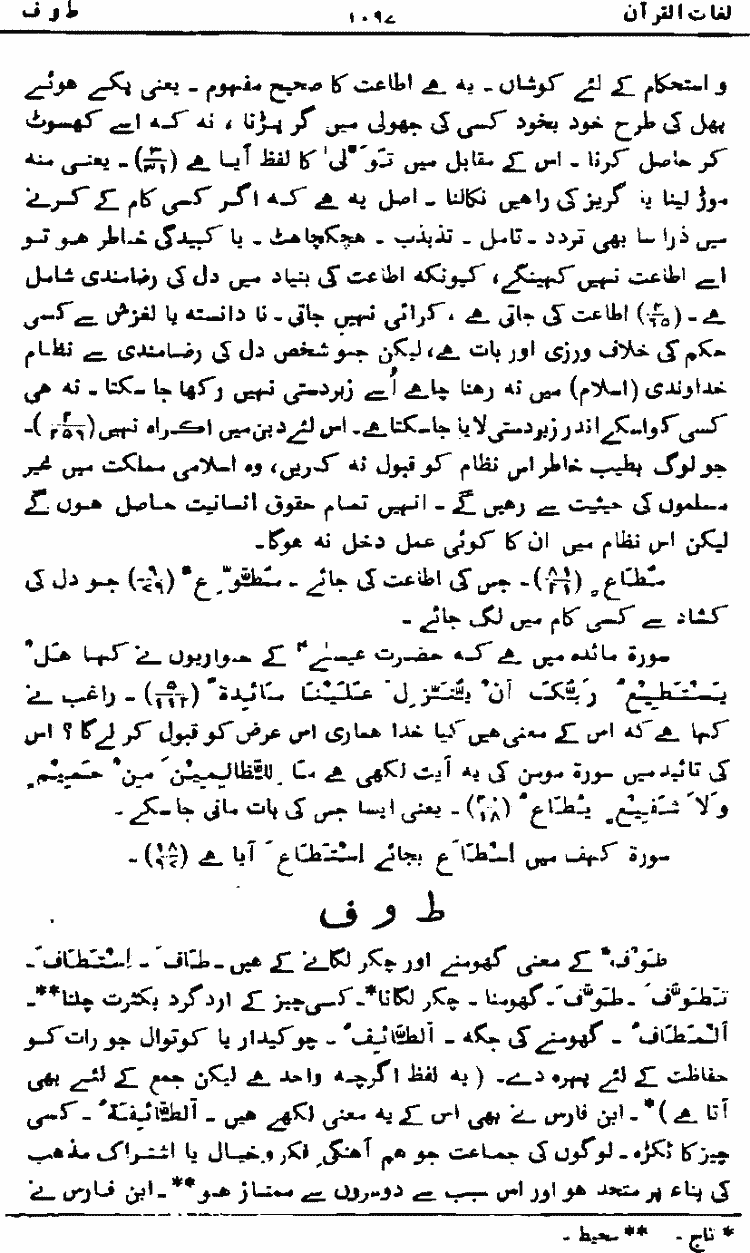 لغات القرآن ۱۰۹۷ ط و ف
و استحکام کے لئے کوشاں ۔ یہ ہے اطاعت کا صحیح مفہوم ۔ یعنی پکے ہوئے
پھل کی طرح خود بخود کسی کی جھولی میں گر پڑنا ، نہ کہ اسے کھسوٹ
کر حاصل کرنا ۔ اس کے مقابل میں تَوَلّٰی کا لفظ آیا ہے (۳/۳۱) ۔ یعنی منہ
موڑ لینا یا گریز کی راہیں نکالنا ۔ اصل یہ ہے کہ اگر کسی کام کے کرنے
میں ذرا سا بھی تردد ۔ تامل ۔ تذبذب ۔ ہچکچاہٹ ۔ یا کبیدگی خاطر ہو تو
اسے اطاعت نہیں کہینگے، کیونکہ اطاعت کی بنیاد میں دل کی رضامندی شامل
ہے ۔ (۴/۶۵) اطاعت کی جاتی ہے ، کرائی نہیں جاتی ۔ نا دانستہ یا لغزش سے کسی
حکم کی خلاف ورزی اور بات ہے، لیکن جو شخص دل کی رضامندی سے نظام
خداوندی (اسلام) میں نہ رہنا چاہے اُسے زبردستی نہیں رکھا جا سکتا ۔ نہ ہی
کسی کو اسکے اندر زبردستی لایا جا سکتا ہے۔ اس لئے دین میں اکراہ نہیں (۲/۲۵۶)۔
جو لوگ بطیب خاطر اس نظام کو قبول نہ کریں، وہ اسلامی مملکت میں غیر
مسلموں کی حیثیت سے رہیں گے ۔ انہیں تمام حقوق انسانیت حاصل ہوں گے
لیکن اس نظام میں ان کا کوئی عمل دخل نہ ہوگا۔
مُطَاعٍ (۸۱/۲۱) ۔ جس کی اطاعت کی جائے ۔ مُطَّوِّعٌ (۹/۷۹) جو دل کی
کشاد سے کسی کام میں لگ جائے ۔
سورة مائدہ میں ہے کہ حضرت عیسٰیؑ کے حواریوں نے کہا هَلْ
يَسْتَطِيْعُ رَبُّكَ اَنْ يُّنَزِّلَ عَلَيْنَا مَائِدَةً (۵/۱۱۲) ۔ راغب نے
کہا ہے کہ اس کے معنی ہیں کیا خدا ہماری اس عرض کو قبول کر لے گا ؟ اس
کی تائید میں سورة مومن کی یہ آیت لکھی ہے مَا لِلظّٰلِمِيْنَ مِنْ حَمِيْمٍ
وَّلَا شَفِيْعٍ يُّطَاعُ (۴۰/۱۸) ۔ یعنی ایسا جس کی بات مانی جا سکے ۔
سورة کہف میں اِسْطَاعَ بجائے اِسْتَطَاعَ آیا ہے (۱۸/۹۷) ۔
ط و ف
طَوْفٌ کے معنی گھومنے اور چکر لگانے کے ہیں ۔ طَافَ ۔ اِسْتَطَافَ ۔
تَطَوَّفَ ۔ طَوَّفَ ۔ گھومنا ۔ چکر لگانا* ۔ کسی چیز کے ارد گرد بکثرت چلنا** ۔
اَلْمَطَافُ ۔ گھومنے کی جگہ ۔ اَلطَّائِفُ ۔ چوکیدار یا کوتوال جو رات کو
حفاظت کے لئے پہرہ دے۔ ( یہ لفظ اگرچہ واحد ہے لیکن جمع کے لئے بھی
آتا ہے )* ۔ ابن فارس نے بھی اس کے یہ معنی لکھے ہیں ۔ اَلطَّائِفَةُ ۔ کسی
چیز کا ٹکڑہ ۔ لوگوں کی جماعت جو ہم آہنگیِ فکر و خیال یا اشتراک مذہب
کی بناء پر متحد ہو اور اس سبب سے دوسروں سے ممتاز ہو** ۔ ابن فارس نے
* تاج ۔ ** محیط ۔